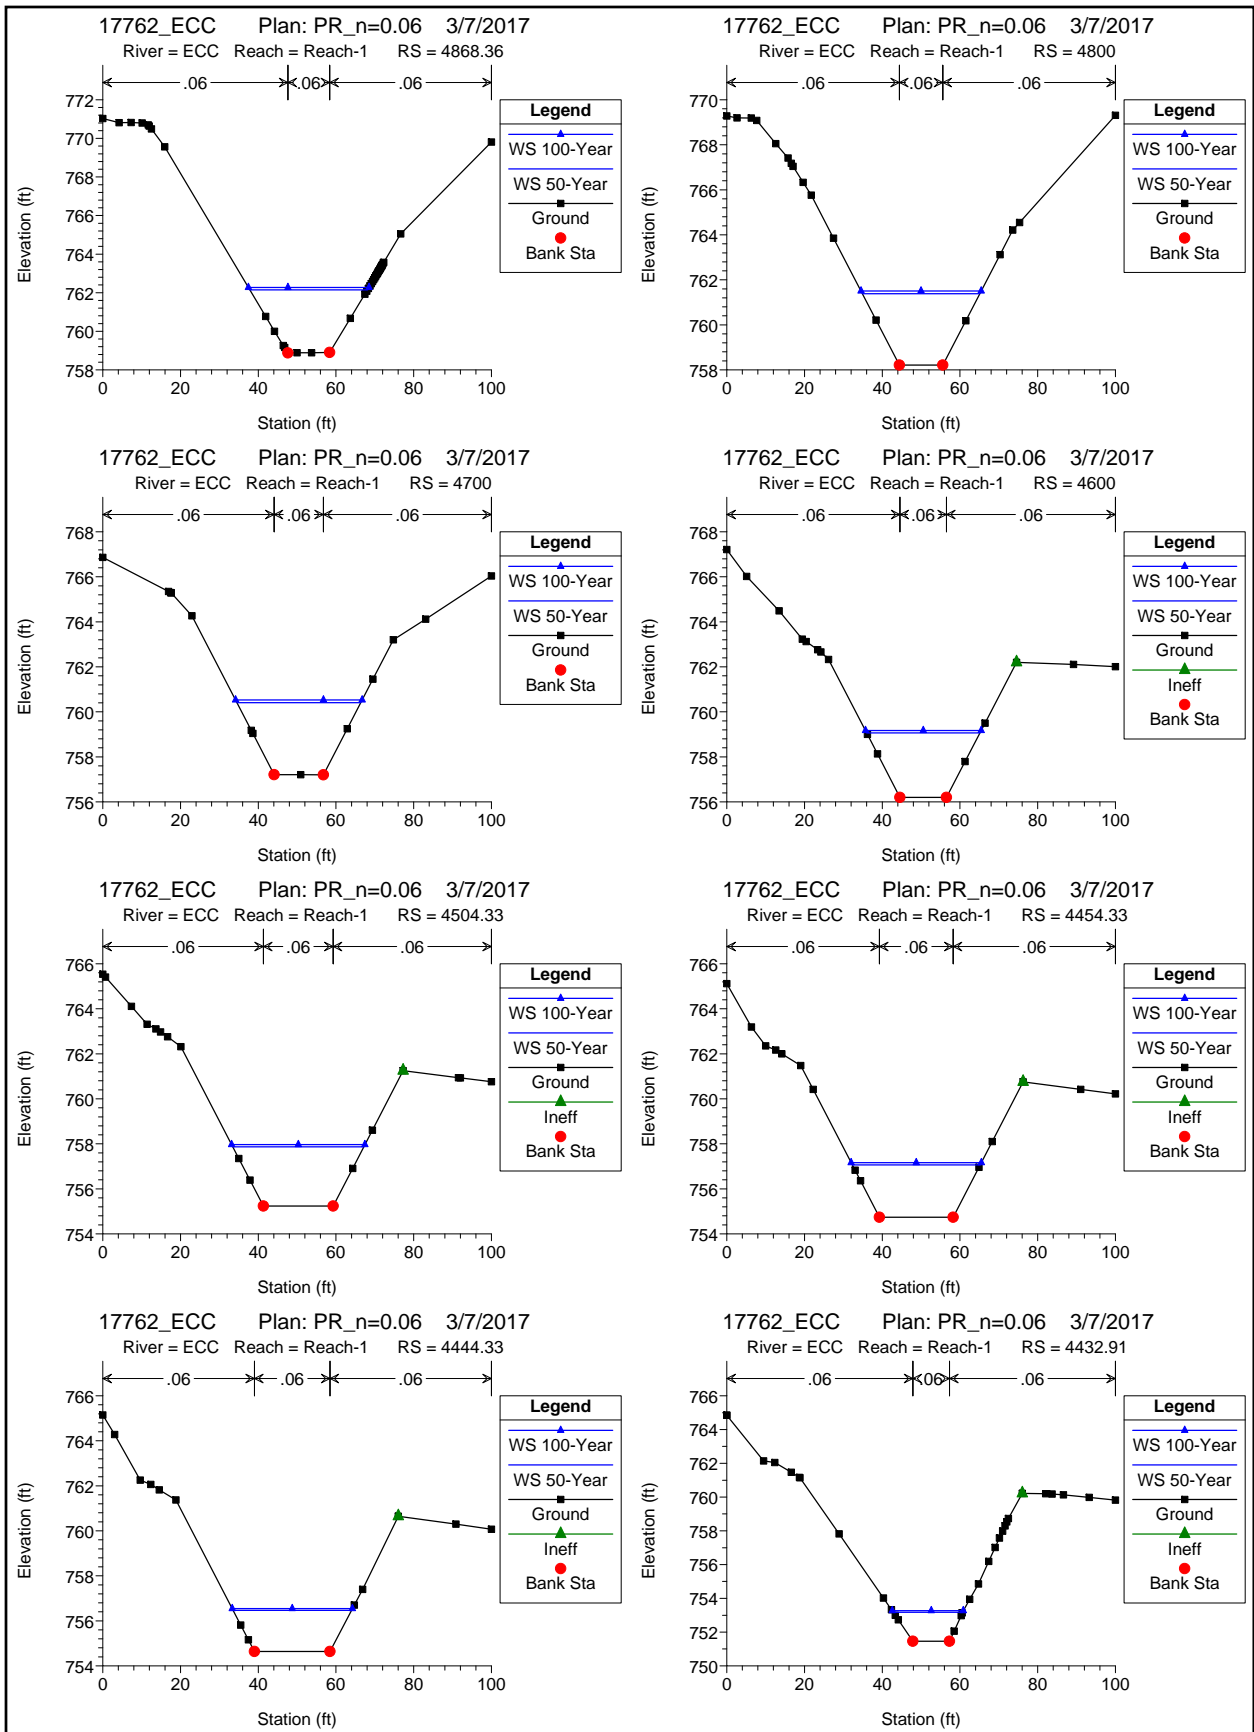 17762_ECC Plan: PR_n=0.06 3/7/2017
River = ECC Reach = Reach-1 RS = 4868.36
.06 .06 .06
772
770
768
766
764
762
760
758
0 20 40 60 80 100
Station (ft)
Elevation (ft)
Legend
WS 100-Year
WS 50-Year
Ground
Bank Sta
17762_ECC Plan: PR_n=0.06 3/7/2017
River = ECC Reach = Reach-1 RS = 4800
.06 .06 .06
770
768
766
764
762
760
758
0 20 40 60 80 100
Station (ft)
Elevation (ft)
Legend
WS 100-Year
WS 50-Year
Ground
Bank Sta
17762_ECC Plan: PR_n=0.06 3/7/2017
River = ECC Reach = Reach-1 RS = 4700
.06 .06 .06
768
766
764
762
760
758
756
0 20 40 60 80 100
Station (ft)
Elevation (ft)
Legend
WS 100-Year
WS 50-Year
Ground
Bank Sta
17762_ECC Plan: PR_n=0.06 3/7/2017
River = ECC Reach = Reach-1 RS = 4600
.06 .06 .06
768
766
764
762
760
758
756
0 20 40 60 80 100
Station (ft)
Elevation (ft)
Legend
WS 100-Year
WS 50-Year
Ground
Ineff
Bank Sta
17762_ECC Plan: PR_n=0.06 3/7/2017
River = ECC Reach = Reach-1 RS = 4504.33
.06 .06 .06
766
764
762
760
758
756
754
0 20 40 60 80 100
Station (ft)
Elevation (ft)
Legend
WS 100-Year
WS 50-Year
Ground
Ineff
Bank Sta
17762_ECC Plan: PR_n=0.06 3/7/2017
River = ECC Reach = Reach-1 RS = 4454.33
.06 .06 .06
766
764
762
760
758
756
754
0 20 40 60 80 100
Station (ft)
Elevation (ft)
Legend
WS 100-Year
WS 50-Year
Ground
Ineff
Bank Sta
17762_ECC Plan: PR_n=0.06 3/7/2017
River = ECC Reach = Reach-1 RS = 4444.33
.06 .06 .06
766
764
762
760
758
756
754
0 20 40 60 80 100
Station (ft)
Elevation (ft)
Legend
WS 100-Year
WS 50-Year
Ground
Ineff
Bank Sta
17762_ECC Plan: PR_n=0.06 3/7/2017
River = ECC Reach = Reach-1 RS = 4432.91
.06 .06 .06
766
764
762
760
758
756
754
752
750
0 20 40 60 80 100
Station (ft)
Elevation (ft)
Legend
WS 100-Year
WS 50-Year
Ground
Ineff
Bank Sta